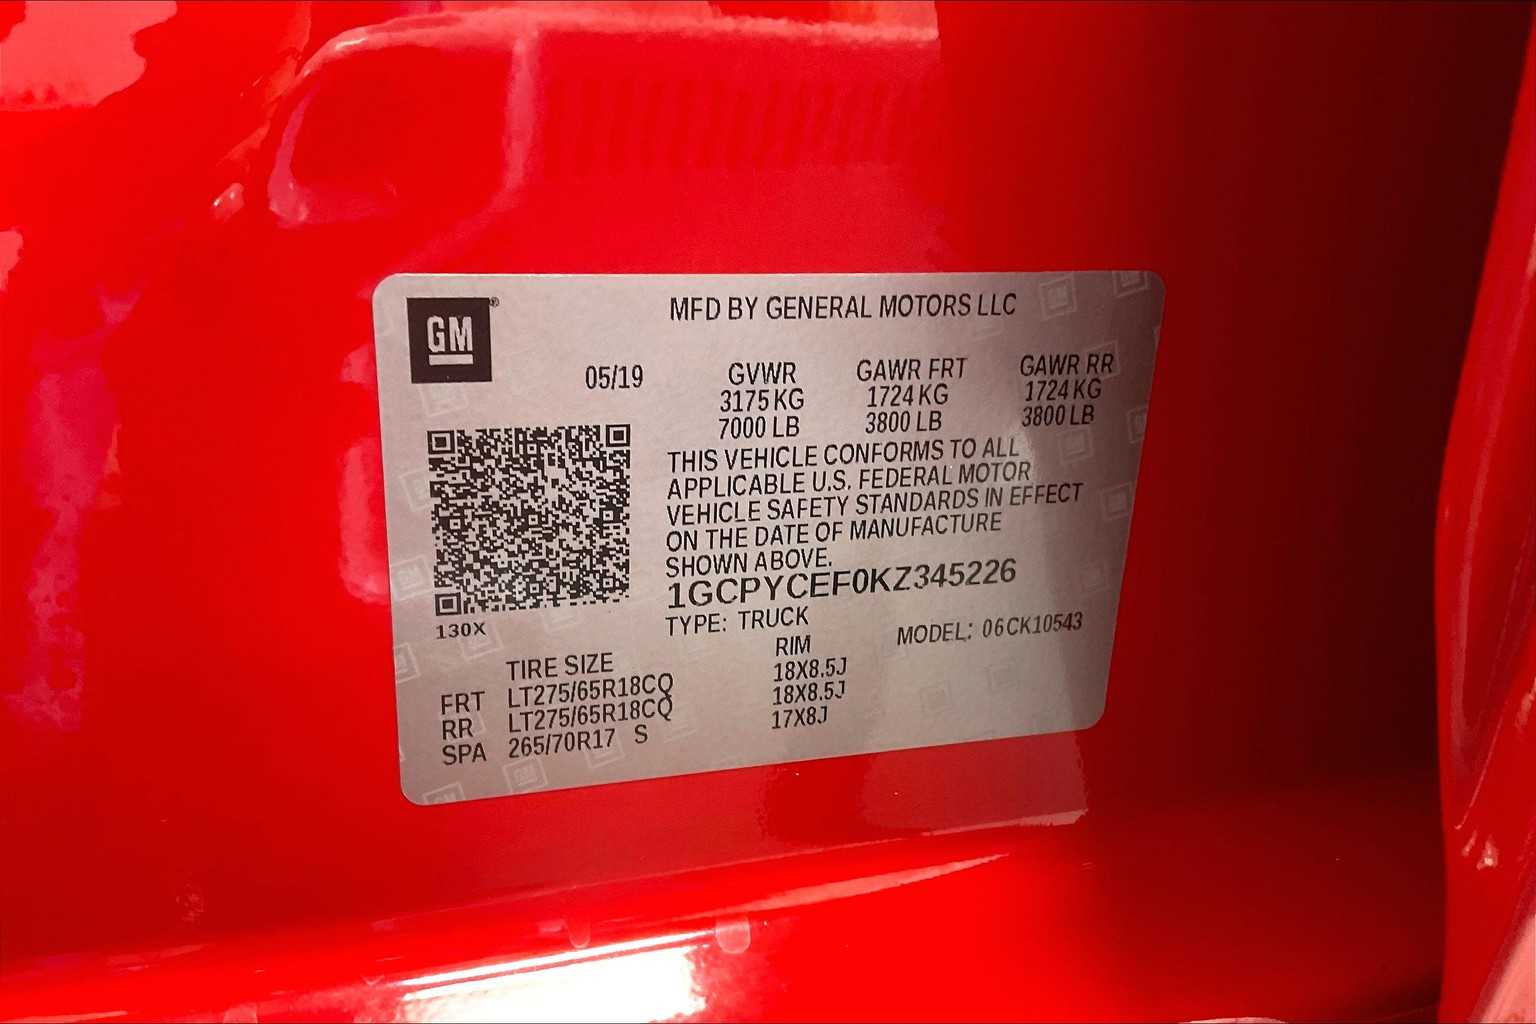 GM
MFD BY GENERAL MOTORS LLC
05/19
GVWR GAWR FRT GAWR RR
3175 KG 1724 KG 1724 KG
7000 LB 3800 LB 3800 LB
THIS VEHICLE CONFORMS TO ALL
APPLICABLE U.S. FEDERAL MOTOR
VEHICLE SAFETY STANDARDS IN EFFECT
ON THE DATE OF MANUFACTURE
SHOWN ABOVE.
1GCPYCEF0KZ345226
130X
TYPE: TRUCK MODEL: 06CK10543
TIRE SIZE RIM
FRT LT275/65R18CQ 18X8.5J
RR LT275/65R18CQ 18X8.5J
SPA 265/70R17 S 17X8J